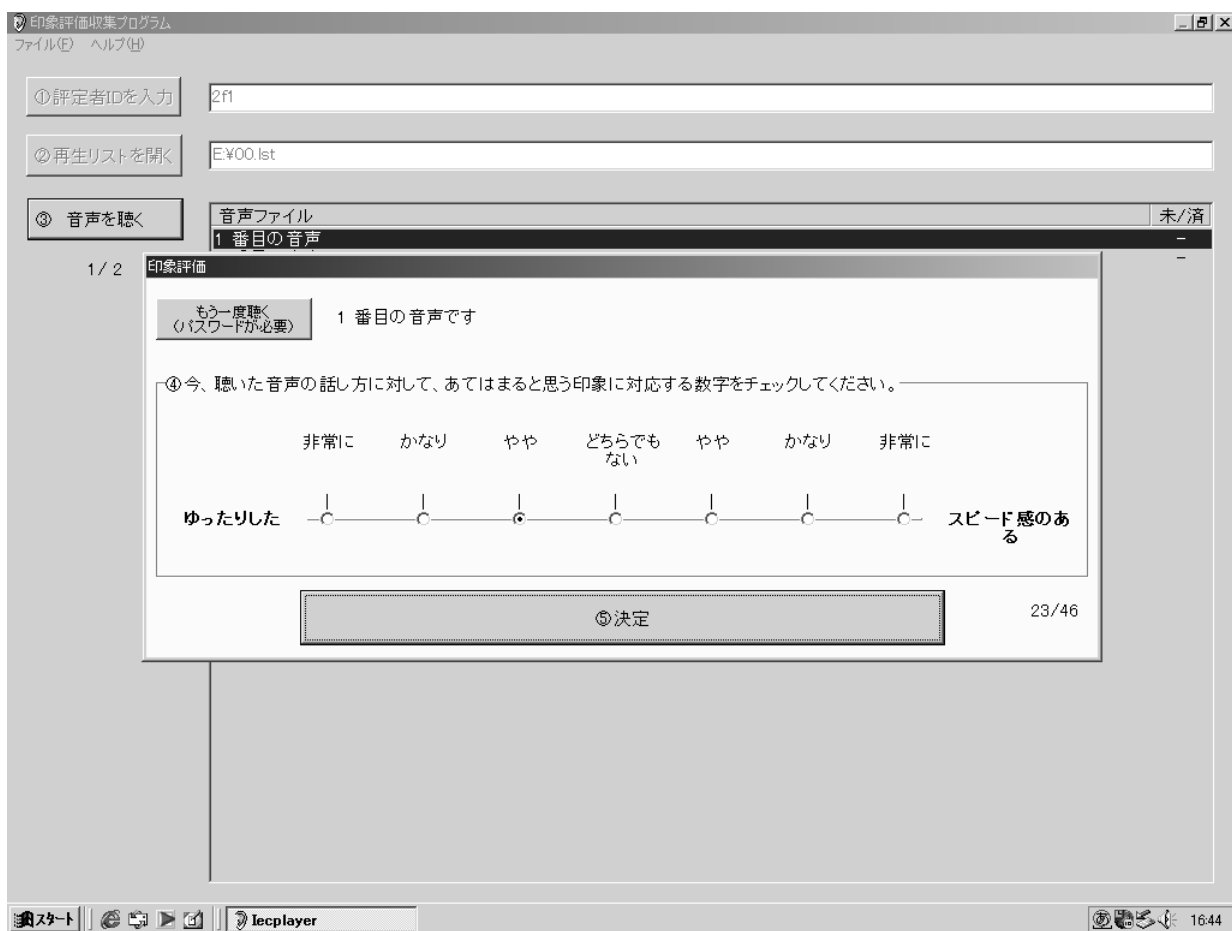 印象評価収集プログラム
ファイル(F) ヘルプ(H)
①評定者IDを入力 2f1
②再生リストを開く E:¥00.lst
③ 音声を聴く 音声ファイル 未/済
1 番目の音声 －
1/ 2 －
印象評価
もう一度聴く
(パスワードが必要)
1 番目の音声です
④今、聴いた音声の話し方に対して、あてはまると思う印象に対応する数字をチェックしてください。
非常に かなり やや どちらでも やや かなり 非常に
ない
ゆったりした スピード感のあ
る
⑤決定 23/46
スタート Iecplayer あ 16:44